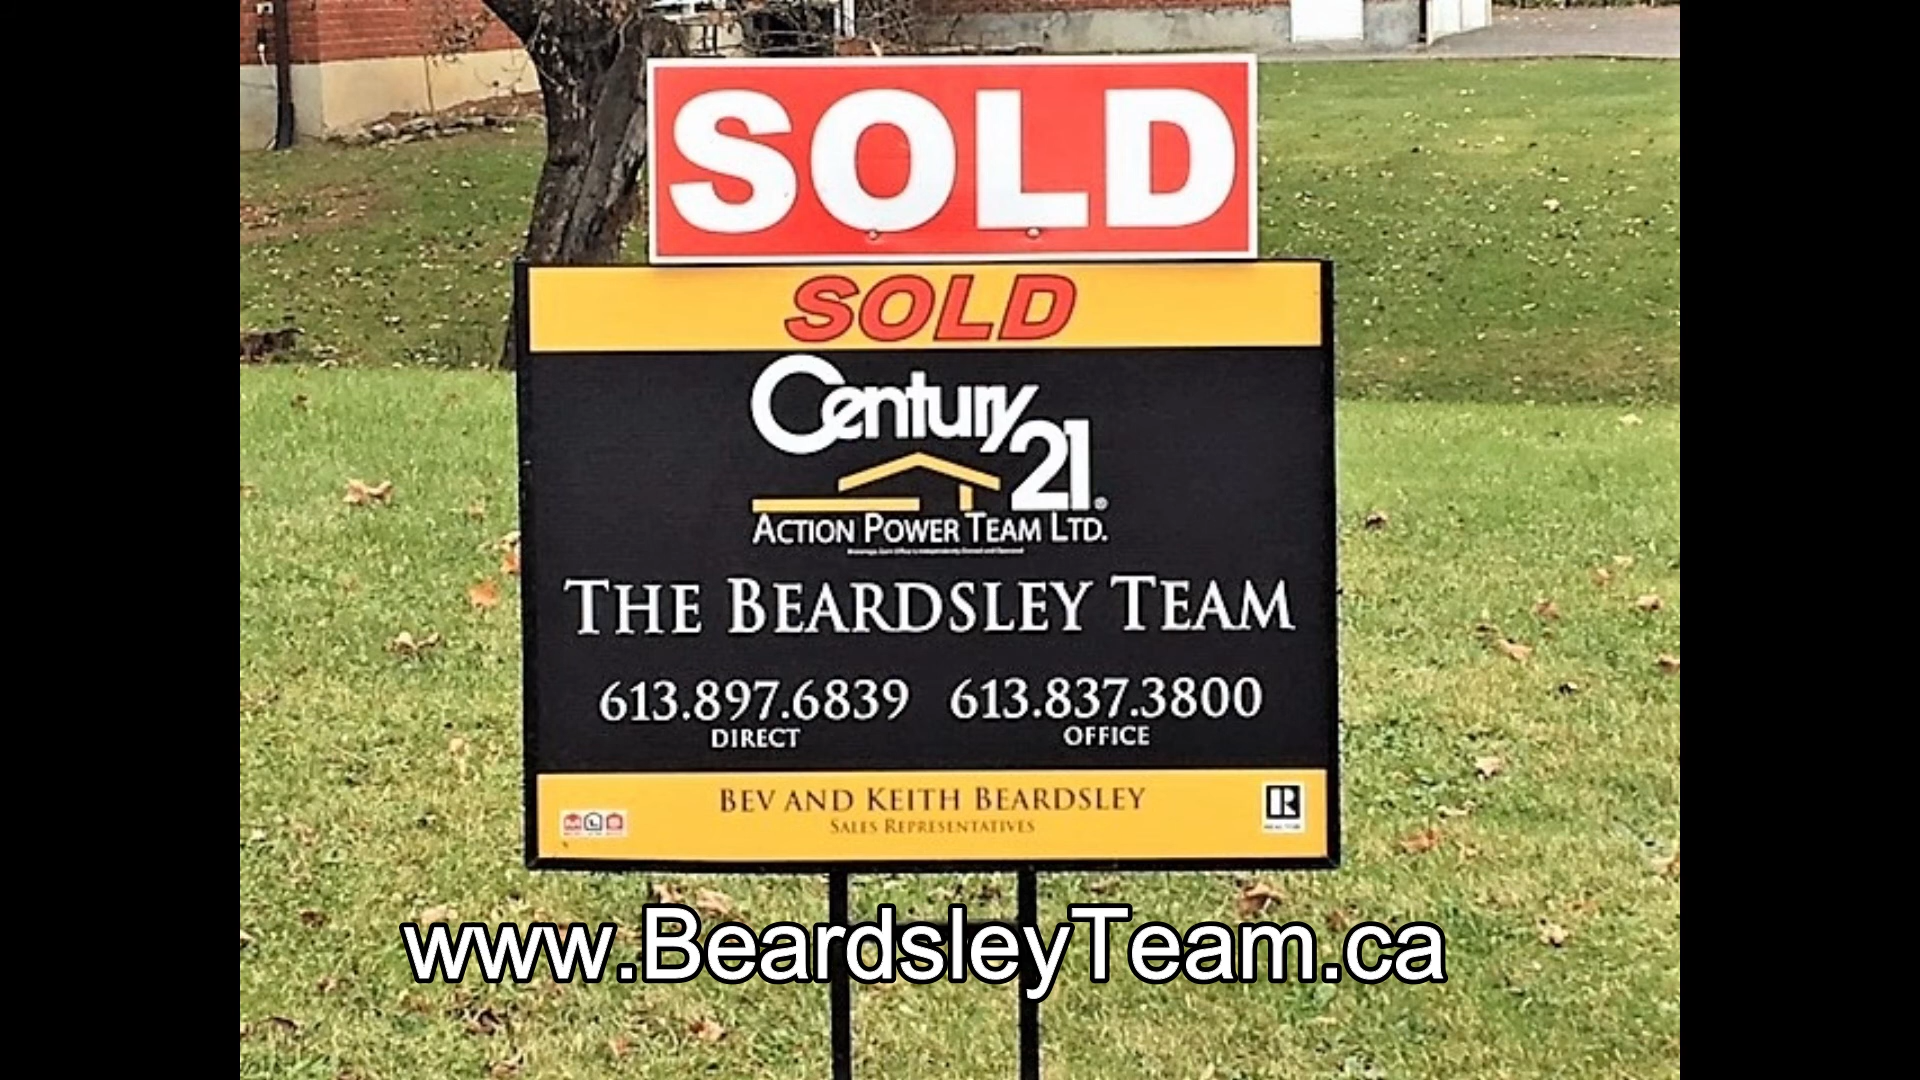 SOLD
SOLD
Century 21®
ACTION POWER TEAM LTD.
THE BEARDSLEY TEAM
613.897.6839 613.837.3800
DIRECT OFFICE
BEV AND KEITH BEARDSLEY
SALES REPRESENTATIVES
R
REALTOR
www.BeardsleyTeam.ca